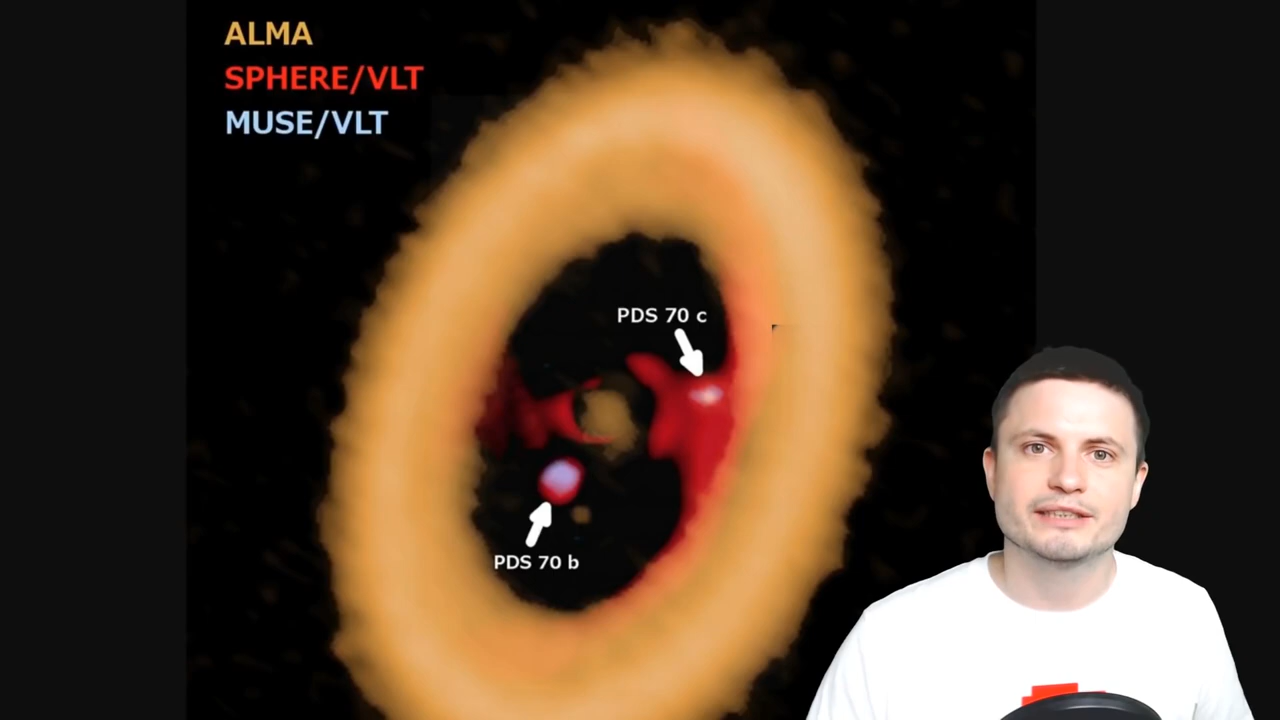 ALMA
SPHERE/VLT
MUSE/VLT
PDS 70 c
PDS 70 b